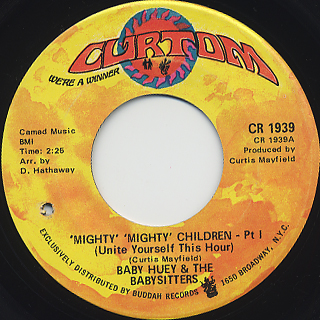 CURTOM
WE'RE A WINNER
Camad Music
BMI
Time: 2:25
Arr. by
D. Hathaway
CR 1939
CR 1939A
Produced by
Curtis Mayfield
'MIGHTY' 'MIGHTY' CHILDREN - Pt I
(Unite Yourself This Hour)
(Curtis Mayfield)
BABY HUEY & THE
BABYSITTERS
EXCLUSIVELY DISTRIBUTED BY BUDDAH RECORDS 1650 BROADWAY, N.Y.C.